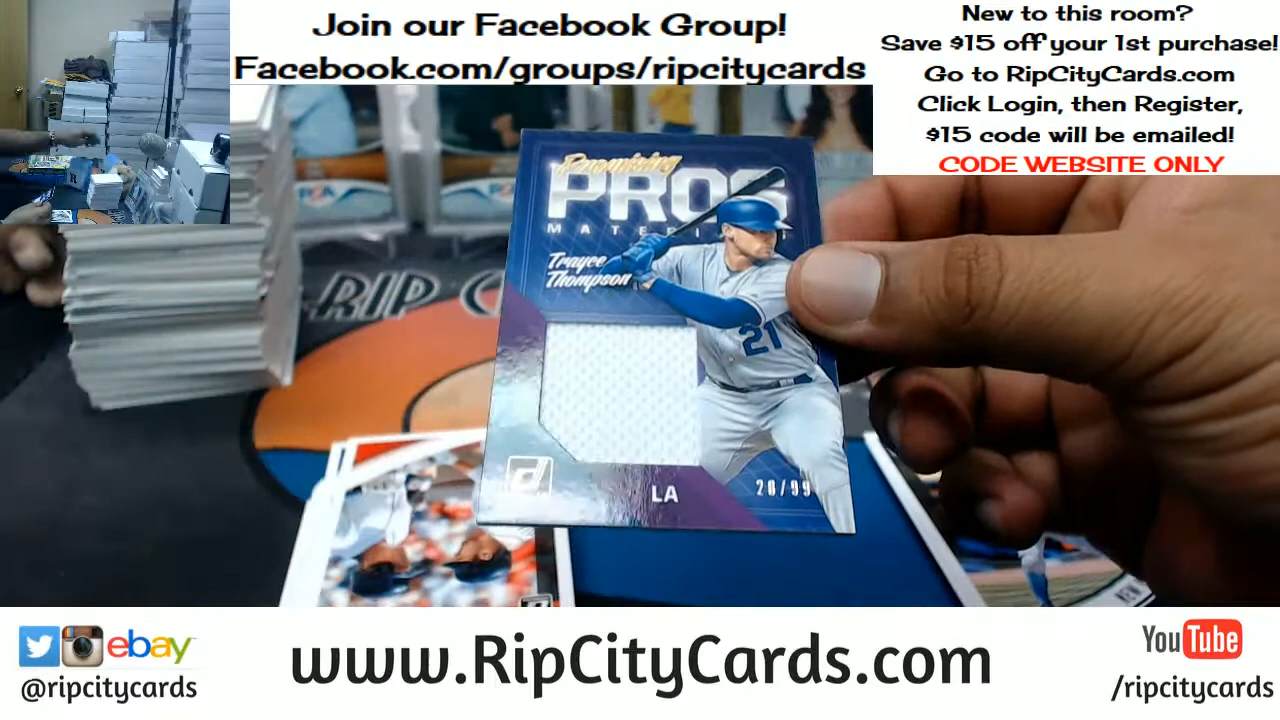 Join our Facebook Group!
Facebook.com/groups/ripcitycards
New to this room?
Save $15 off your 1st purchase!
Go to RipCityCards.com
Click Login, then Register,
$15 code will be emailed!
CODE WEBSITE ONLY
Promising
PROS
Trayce
Thompson
21
LA
28/99
RIP
NEW
ebay
@ripcitycards
www.RipCityCards.com
YouTube
/ripcitycards